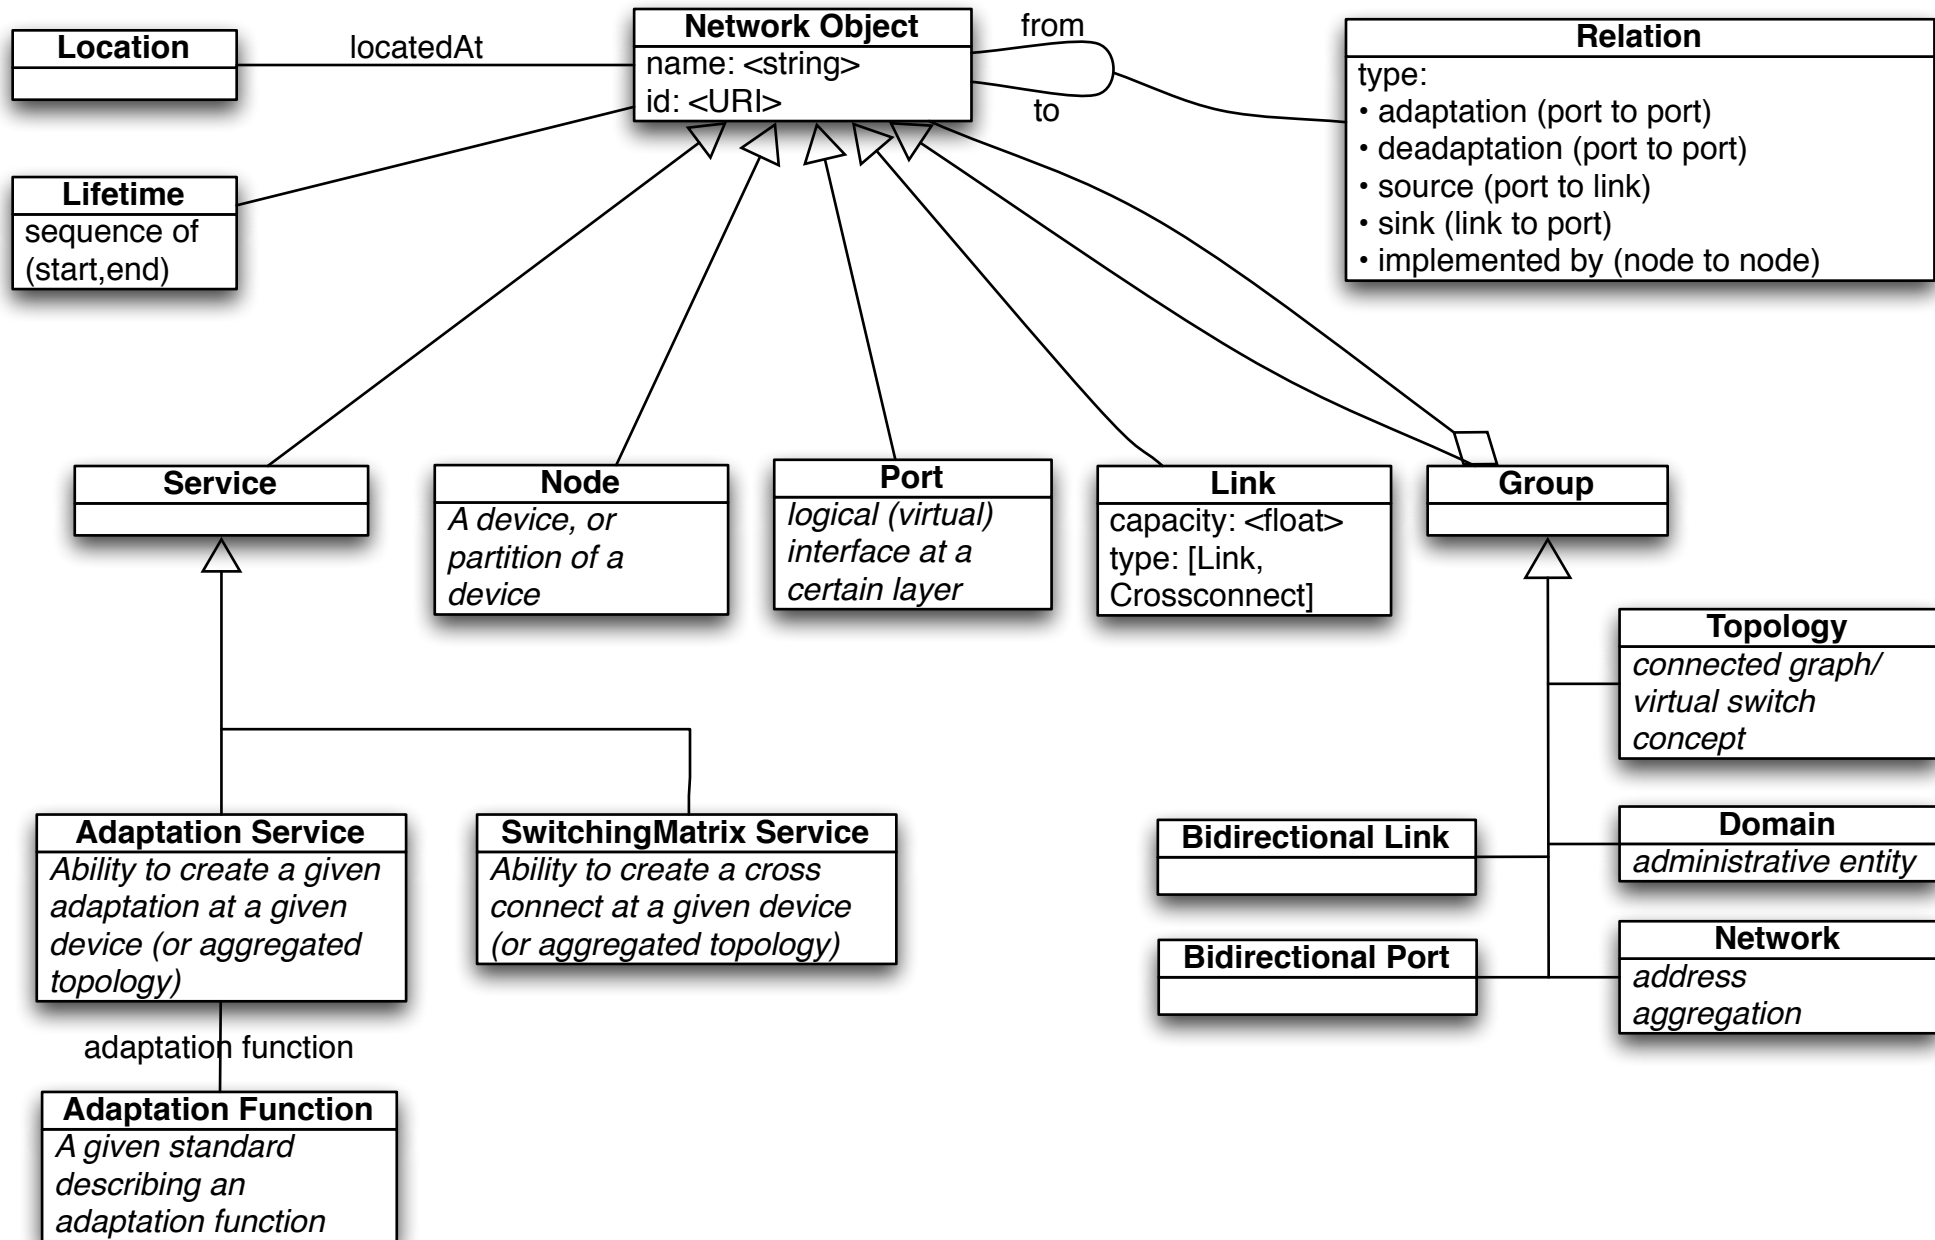 Location
locatedAt
Network Object
name: <string>
id: <URI>
from
to
Relation
type:
• adaptation (port to port)
• deadaptation (port to port)
• source (port to link)
• sink (link to port)
• implemented by (node to node)
Lifetime
sequence of
(start,end)
Service
Node
A device, or
partition of a
device
Port
logical (virtual)
interface at a
certain layer
Link
capacity: <float>
type: [Link,
Crossconnect]
Group
Topology
connected graph/
virtual switch
concept
Adaptation Service
Ability to create a given
adaptation at a given
device (or aggregated
topology)
SwitchingMatrix Service
Ability to create a cross
connect at a given device
(or aggregated topology)
Bidirectional Link
Domain
administrative entity
Bidirectional Port
Network
address
aggregation
adaptation function
Adaptation Function
A given standard
describing an
adaptation function